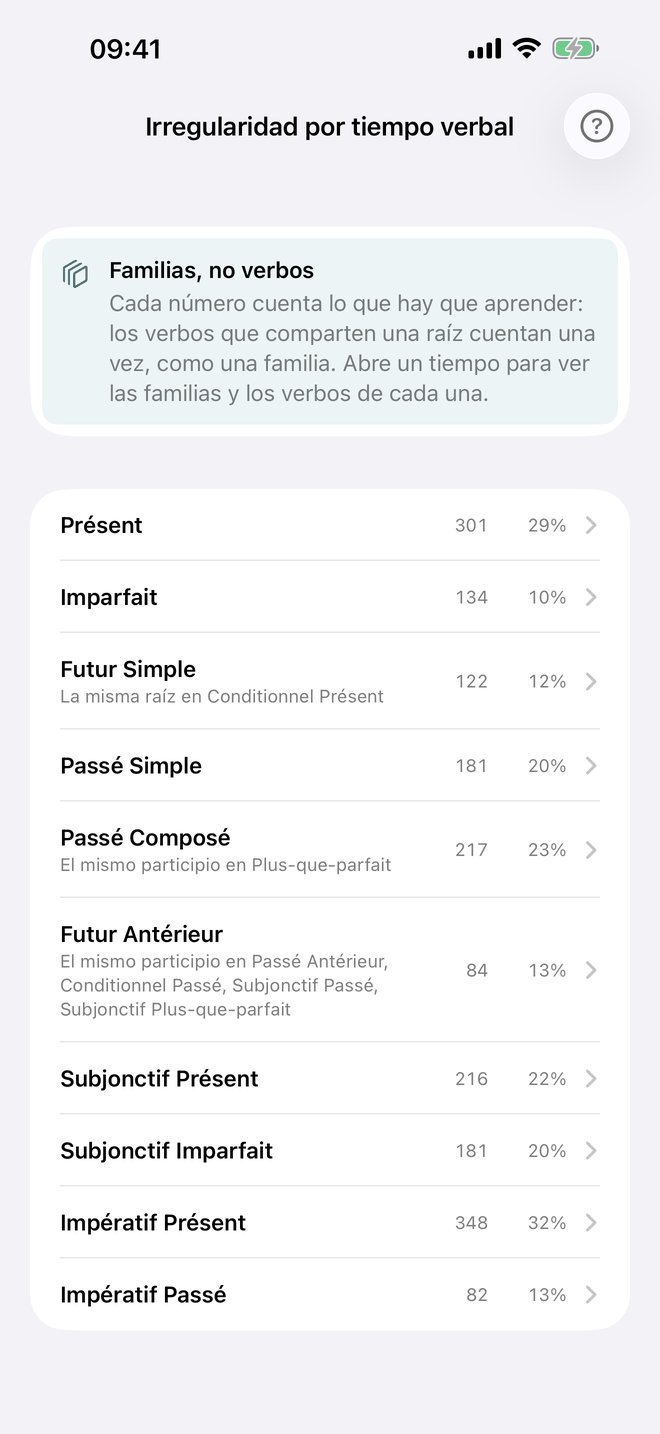 09:41
Irregularidad por tiempo verbal
Familias, no verbos
Cada número cuenta lo que hay que aprender:
los verbos que comparten una raíz cuentan una
vez, como una familia. Abre un tiempo para ver
las familias y los verbos de cada una.
Présent 301 29%
Imparfait 134 10%
Futur Simple
La misma raíz en Conditionnel Présent
122 12%
Passé Simple 181 20%
Passé Composé
El mismo participio en Plus-que-parfait
217 23%
Futur Antérieur
El mismo participio en Passé Antérieur,
Conditionnel Passé, Subjonctif Passé,
Subjonctif Plus-que-parfait
84 13%
Subjonctif Présent 216 22%
Subjonctif Imparfait 181 20%
Impératif Présent 348 32%
Impératif Passé 82 13%